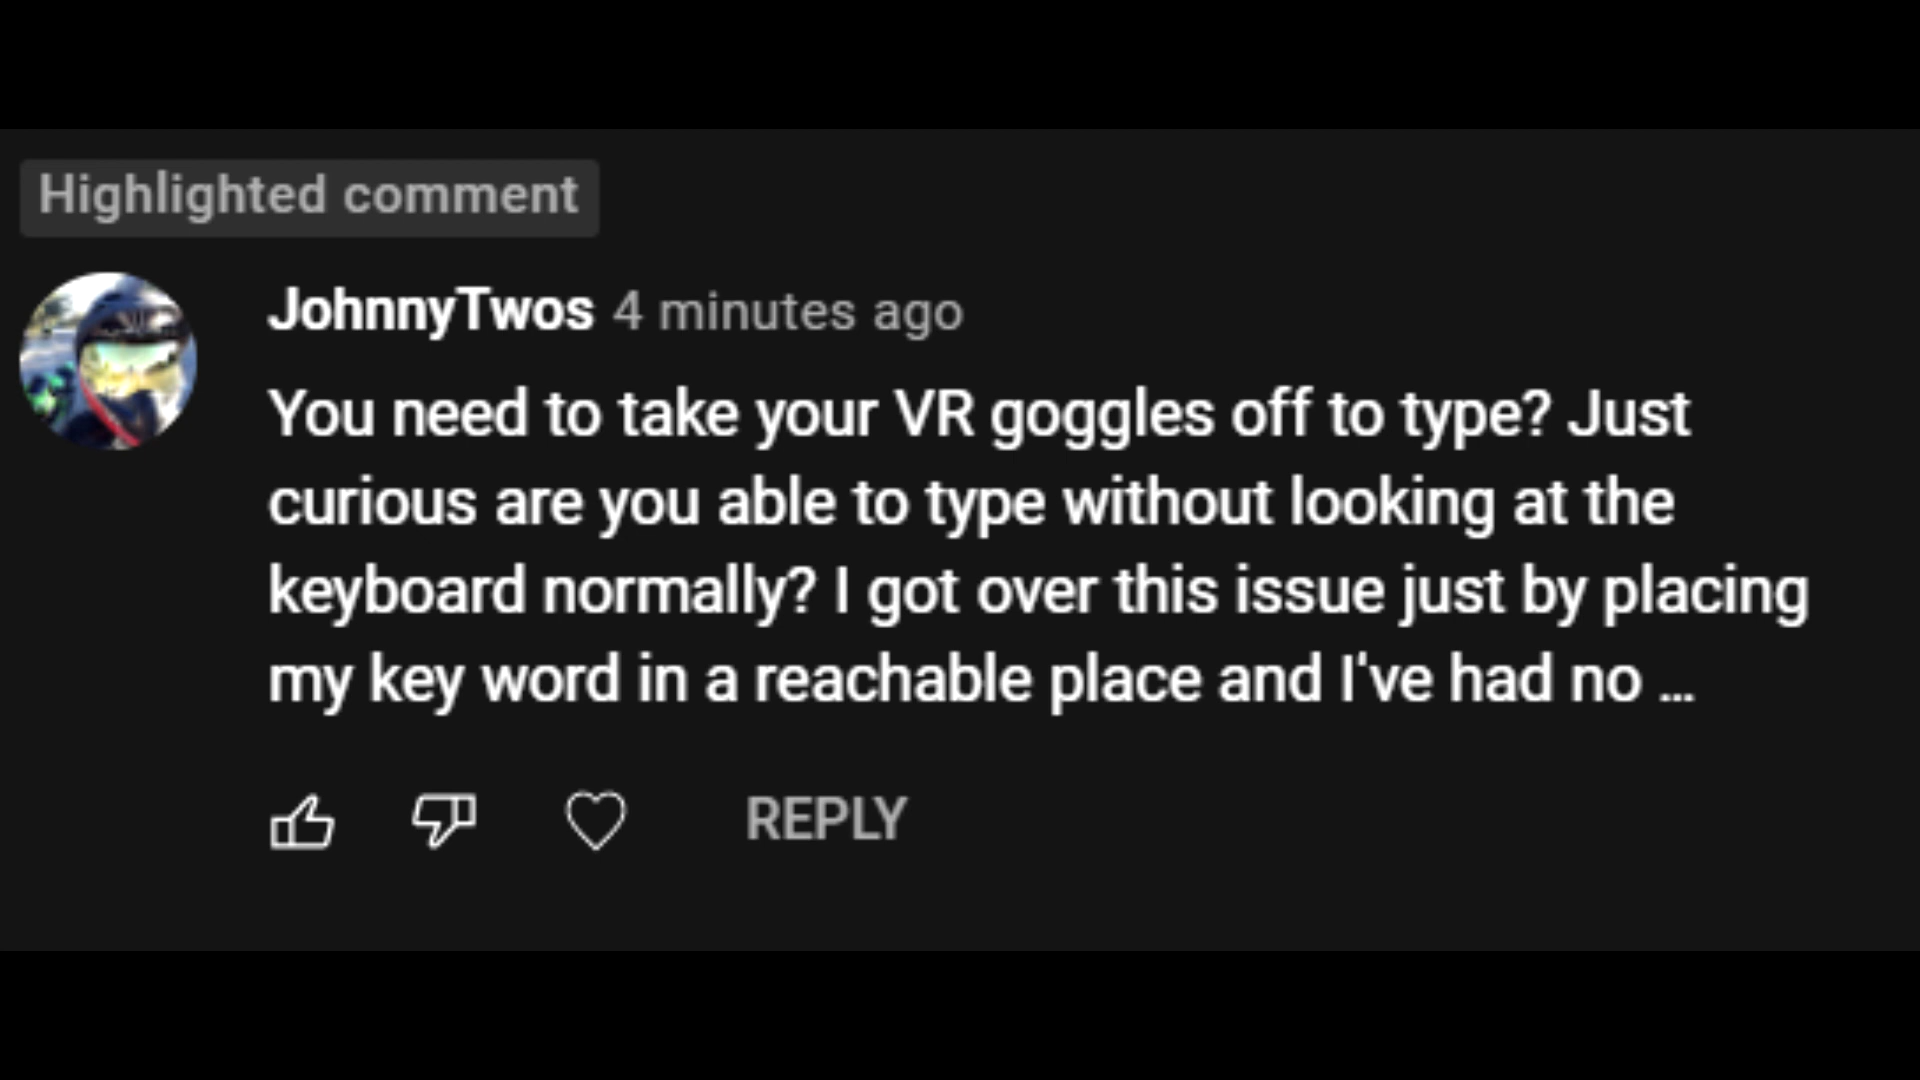 Highlighted comment
JohnnyTwos 4 minutes ago
You need to take your VR goggles off to type? Just
curious are you able to type without looking at the
keyboard normally? I got over this issue just by placing
my key word in a reachable place and I've had no ...
REPLY